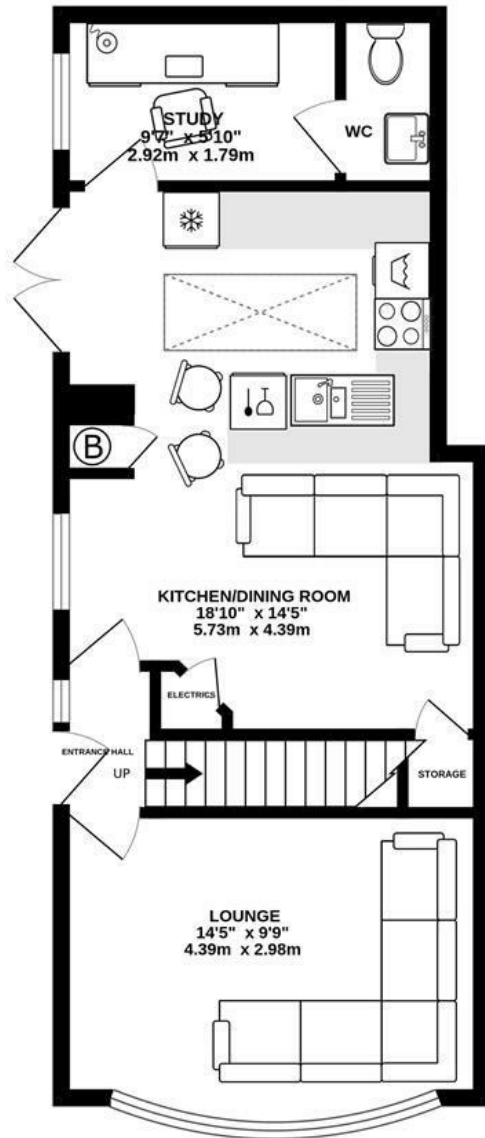 STUDY
9'7" x 5'10"
2.92m x 1.79m
WC
B
KITCHEN/DINING ROOM
18'10" x 14'5"
5.73m x 4.39m
ELECTRICS
ENTRANCE HALL
UP
STORAGE
LOUNGE
14'5" x 9'9"
4.39m x 2.98m